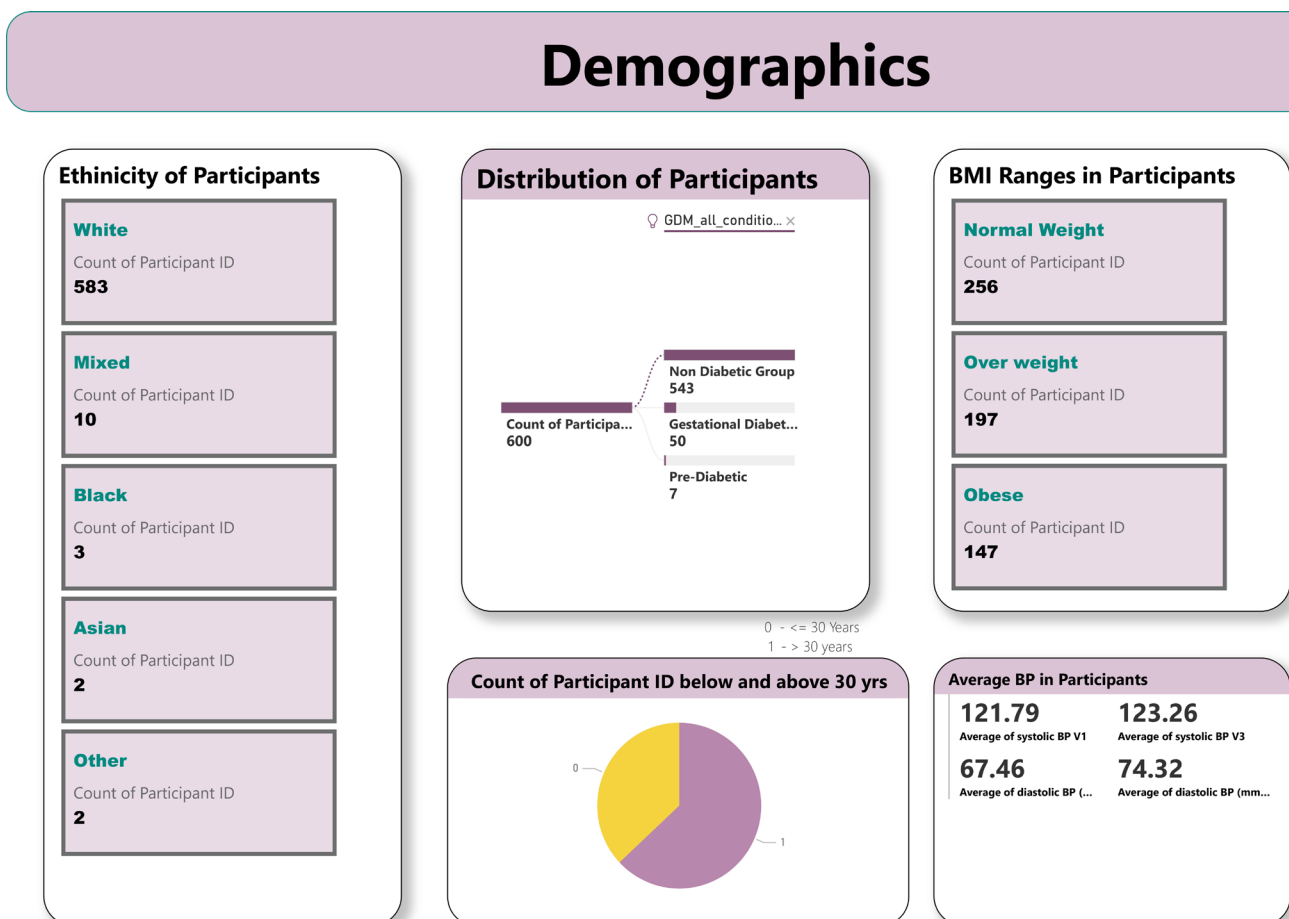 Demographics
Ethinicity of Participants
White
Count of Participant ID
583
Mixed
Count of Participant ID
10
Black
Count of Participant ID
3
Asian
Count of Participant ID
2
Other
Count of Participant ID
2
Distribution of Participants
GDM_all_conditio...
Non Diabetic Group
543
Count of Participa...
600
Gestational Diabet...
50
Pre-Diabetic
7
BMI Ranges in Participants
Normal Weight
Count of Participant ID
256
Over weight
Count of Participant ID
197
Obese
Count of Participant ID
147
0 - <= 30 Years
1 - > 30 years
Count of Participant ID below and above 30 yrs
0
1
Average BP in Participants
121.79
Average of systolic BP V1
123.26
Average of systolic BP V3
67.46
Average of diastolic BP (...
74.32
Average of diastolic BP (mm...